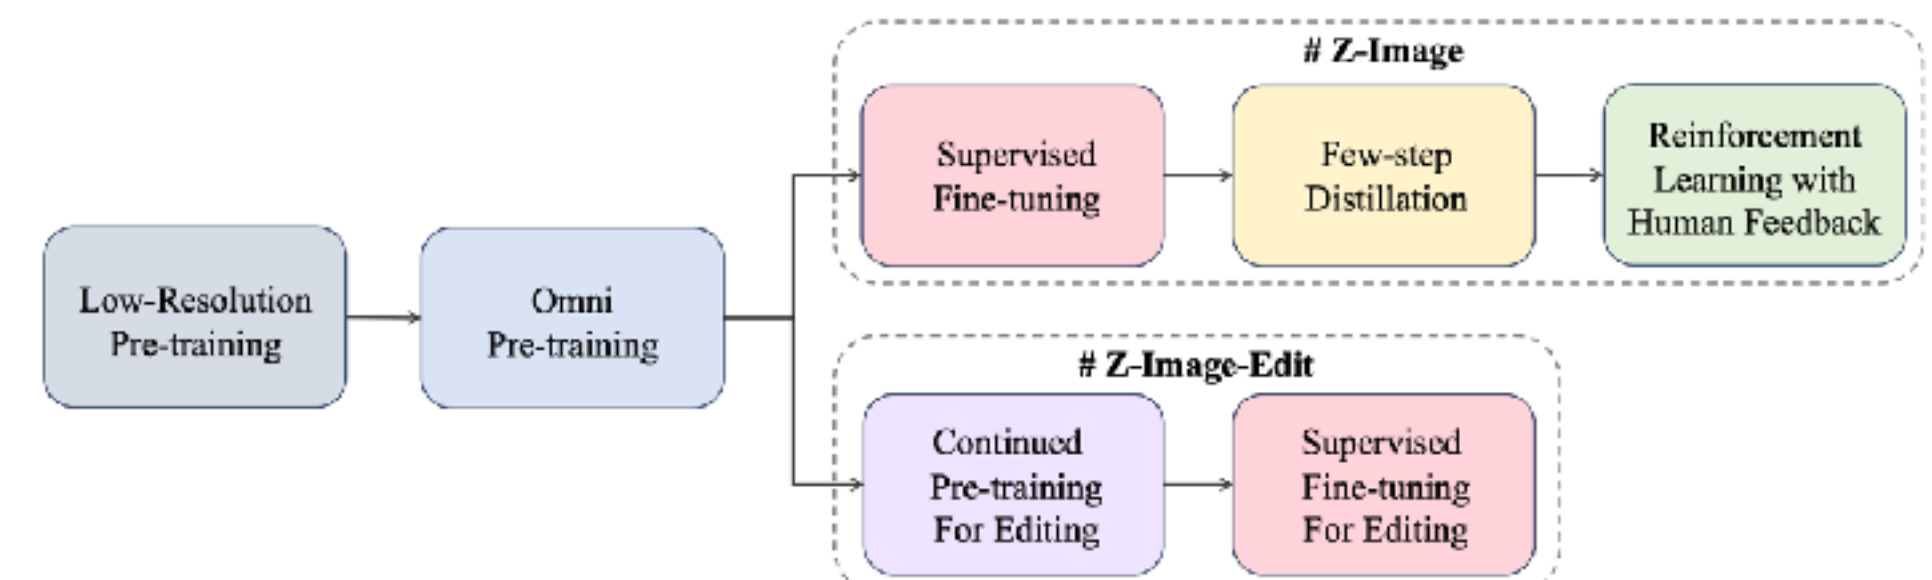 Low-Resolution
Pre-training
Omni
Pre-training
# Z-Image
Supervised
Fine-tuning
Few-step
Distillation
Reinforcement
Learning with
Human Feedback
# Z-Image-Edit
Continued
Pre-training
For Editing
Supervised
Fine-tuning
For Editing